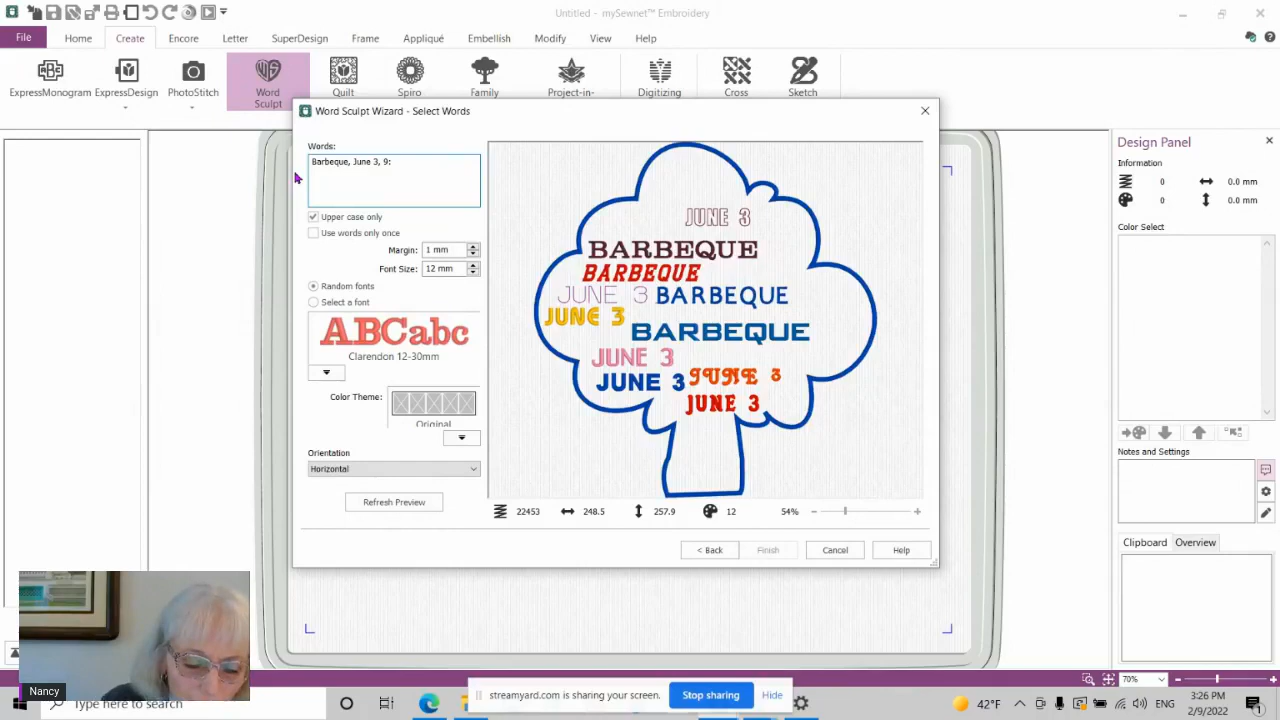 Untitled - mySewnet™ Embroidery
File Home Create Encore Letter SuperDesign Frame Appliqué Embellish Modify View Help
ExpressMonogram ExpressDesign PhotoStitch Word Sculpt Quilt Spiro Family Project-in- Digitizing Cross Sketch
Word Sculpt Wizard - Select Words
Words:
Barbeque, June 3, 9:
Upper case only
Use words only once
Margin: 1 mm
Font Size: 12 mm
Random fonts
Select a font
ABCabc
Clarendon 12-30mm
Color Theme:
Original
Orientation
Horizontal
Refresh Preview
JUNE 3
BARBEQUE
BARBEQUE
JUNE 3 BARBEQUE
JUNE 3
BARBEQUE
JUNE 3
JUNE 3 JUNE 3
JUNE 3
22453 248.5 257.9 12 54%
< Back Finish Cancel Help
Design Panel
Information
0 0.0 mm
0 0.0 mm
Color Select
Notes and Settings
Clipboard Overview
70%
Nancy
streamyard.com is sharing your screen. Stop sharing Hide
Type here to search
42°F
3:26 PM
2/9/2022
1